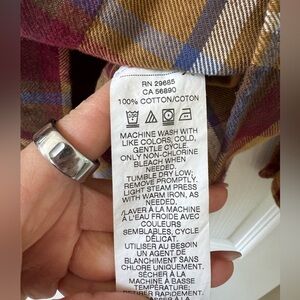 RN 29685
CA 56890
100% COTTON/COTON
MACHINE WASH WITH
LIKE COLORS, COLD,
GENTLE CYCLE.
ONLY NON-CHLORINE
BLEACH WHEN
NEEDED.
TUMBLE DRY LOW;
REMOVE PROMPTLY.
LIGHT STEAM PRESS
WITH WARM IRON, AS
NEEDED.
/LAVER À LA MACHINE
À L'EAU FROIDE AVEC
COULEURS
SEMBLABLES, CYCLE
DÉLICAT.
UTILISER AU BESOIN
UN AGENT DE
BLANCHIMENT SANS
CHLORE UNIQUEMENT.
SÉCHER À LA
MACHINE À BASSE
TEMPÉRATURE;
RETIRER RAPIDEMENT.